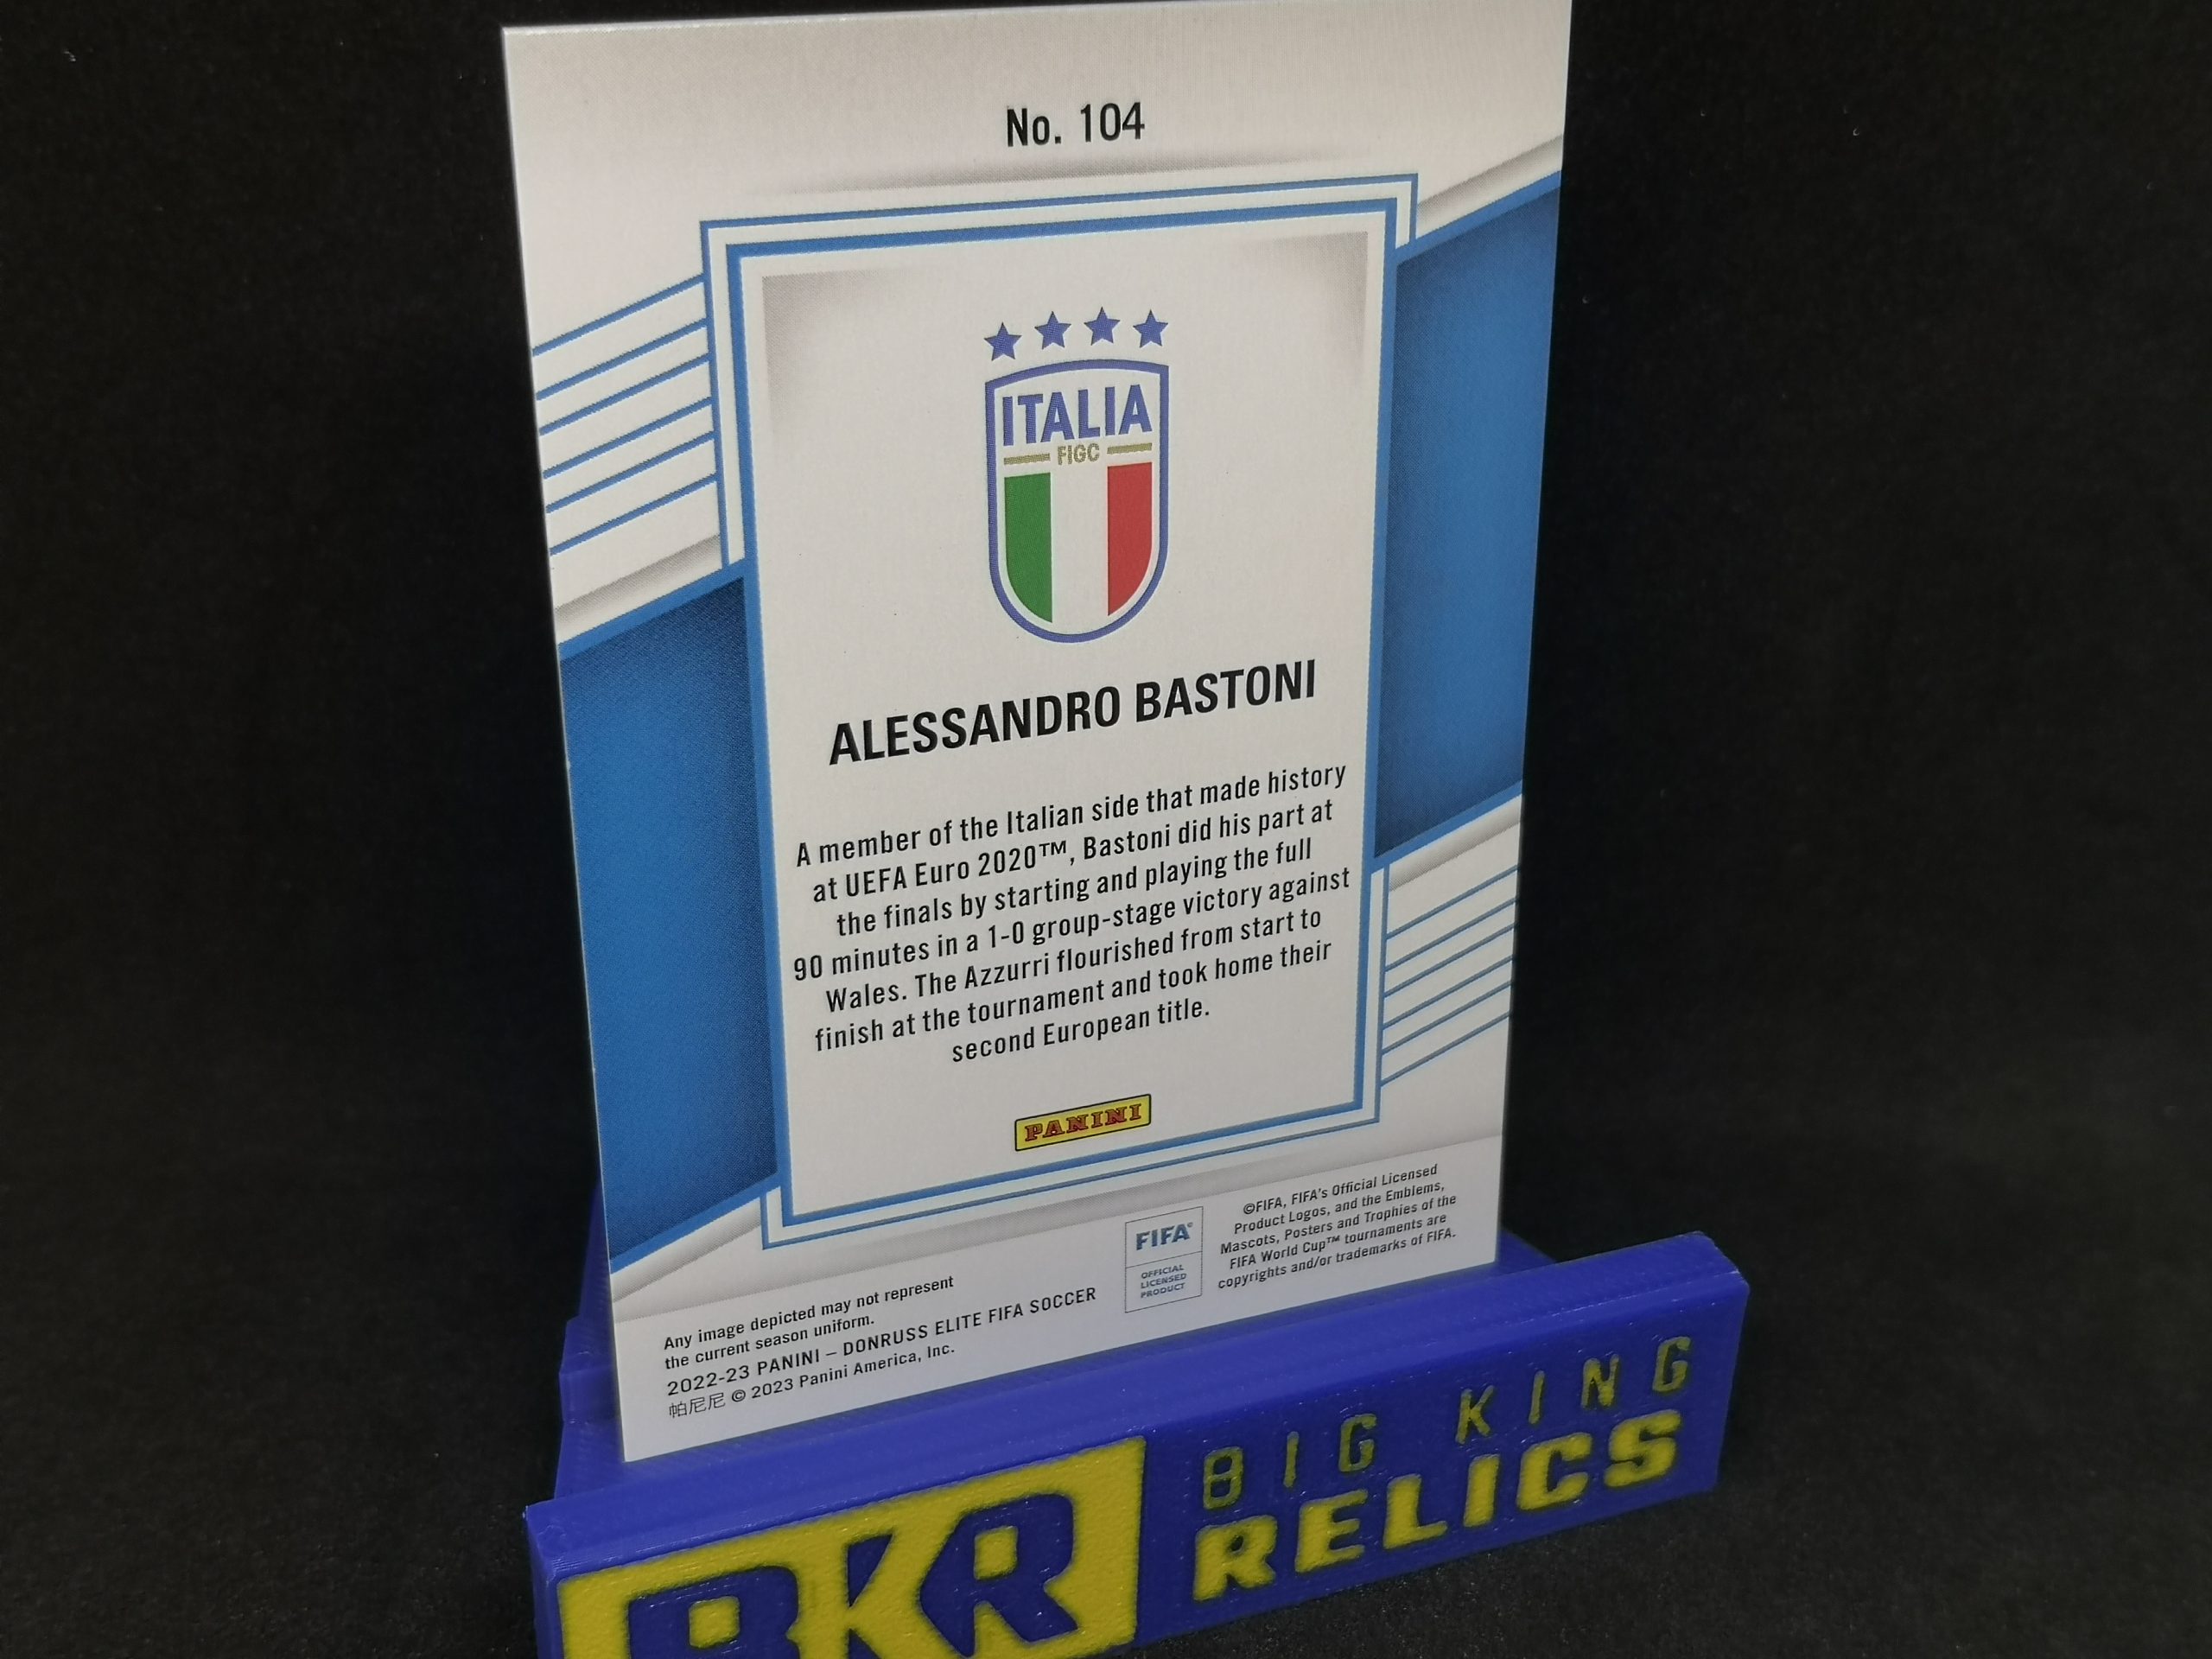 No. 104
ITALIA
FIGC
ALESSANDRO BASTONI
A member of the Italian side that made history
at UEFA Euro 2020™, Bastoni did his part at
the finals by starting and playing the full
90 minutes in a 1-0 group-stage victory against
Wales. The Azzurri flourished from start to
finish at the tournament and took home their
second European title.
PANINI
Any image depicted may not represent
the current season uniform.
2022-23 PANINI – DONRUSS ELITE FIFA SOCCER
帕尼尼 © 2023 Panini America, Inc.
FIFA®
OFFICIAL
LICENSED
PRODUCT
©FIFA, FIFA's Official Licensed
Product Logos, and the Emblems,
Mascots, Posters and Trophies of the
FIFA World Cup™ tournaments are
copyrights and/or trademarks of FIFA.
BKR
BIG KING
RELICS